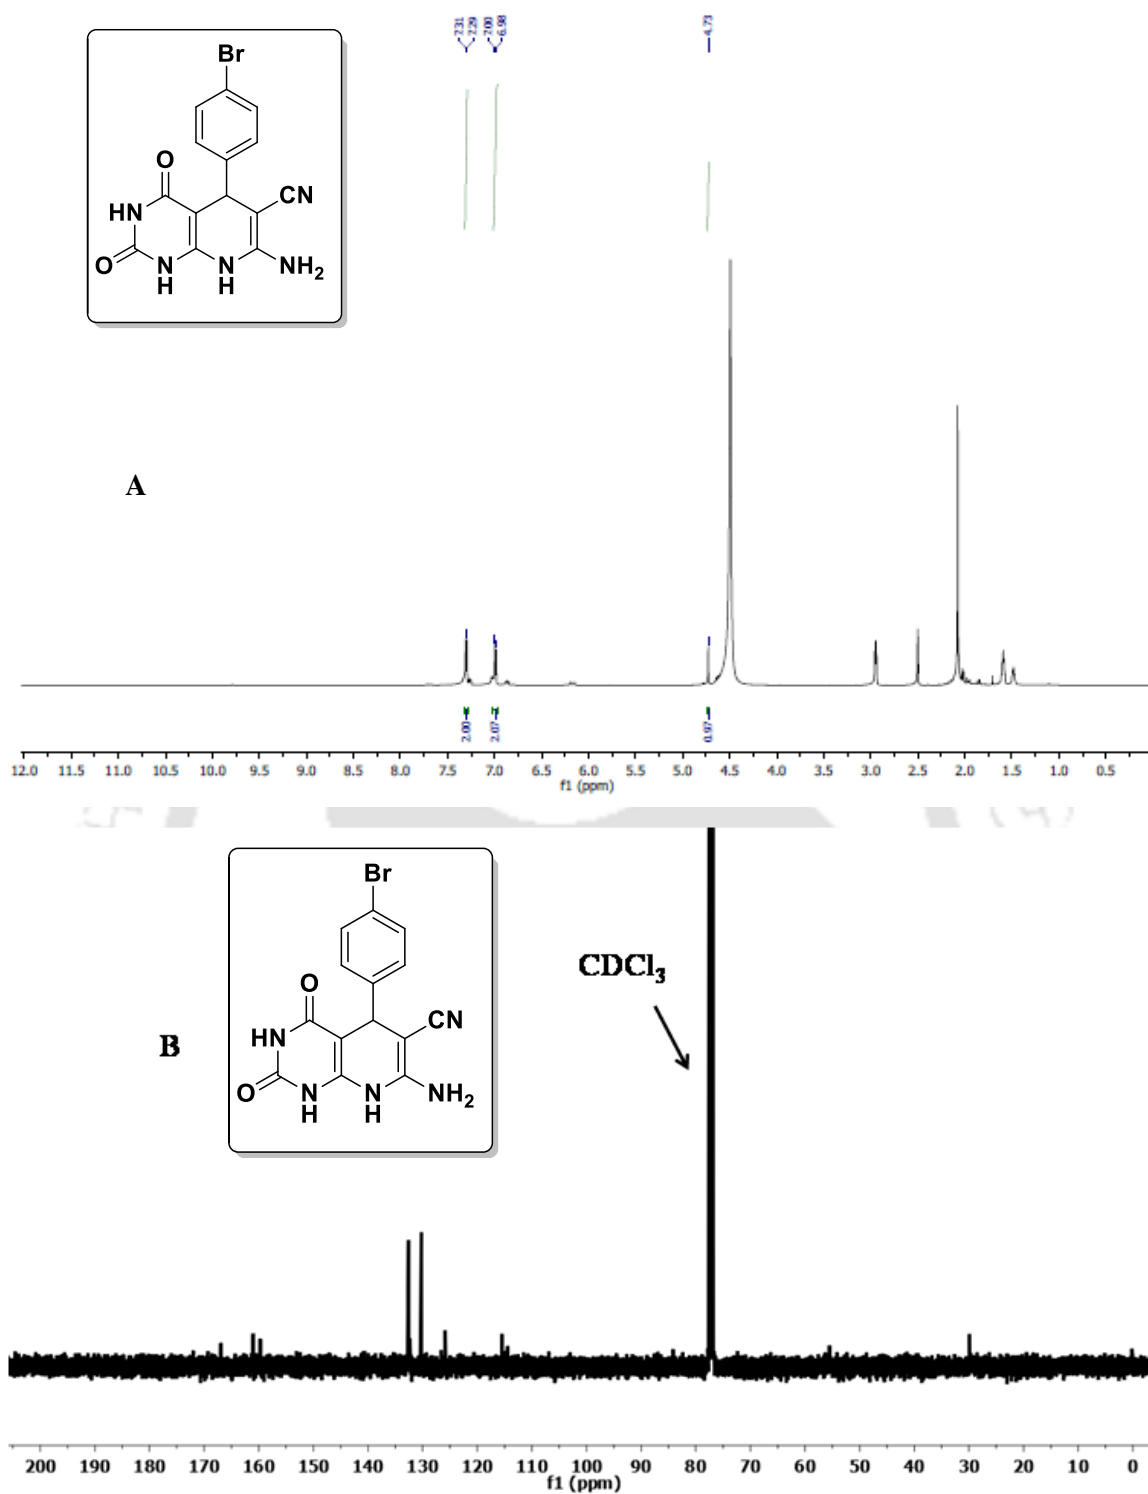 7.31 7.29 7.00 6.98 4.73
Br
O
CN
HN
O N N NH2
H H
A
2.00 2.07 0.97
12.0 11.5 11.0 10.5 10.0 9.5 9.0 8.5 8.0 7.5 7.0 6.5 6.0 5.5 5.0 4.5 4.0 3.5 3.0 2.5 2.0 1.5 1.0 0.5
f1 (ppm)
Br
CDCl3
O
CN
HN
B
O N N NH2
H H
200 190 180 170 160 150 140 130 120 110 100 90 80 70 60 50 40 30 20 10 0
f1 (ppm)